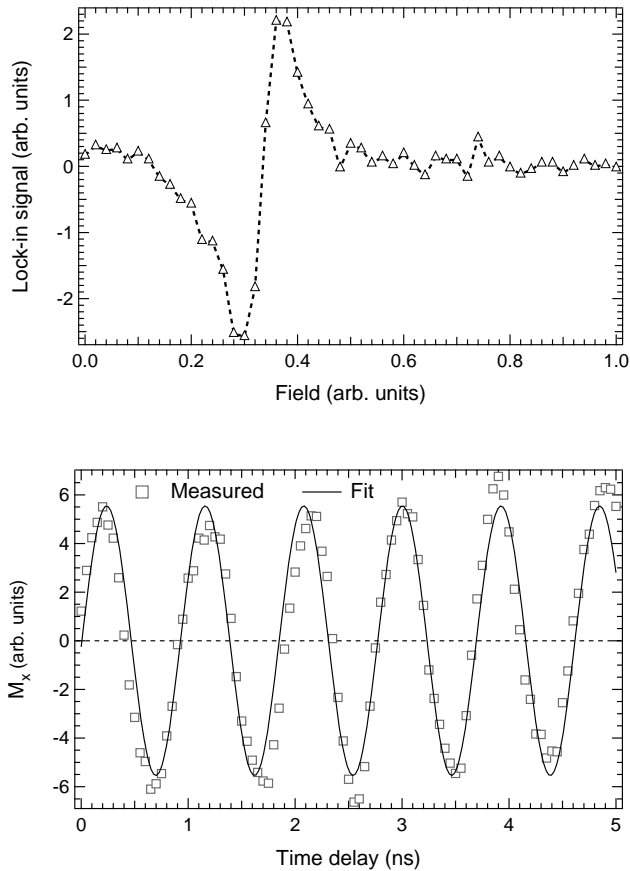 2
1
0
-1
-2
Lock-in signal (arb. units)
0.0 0.2 0.4 0.6 0.8 1.0
Field (arb. units)
Measured Fit
6
4
2
0
-2
-4
-6
Mx (arb. units)
0 1 2 3 4 5
Time delay (ns)